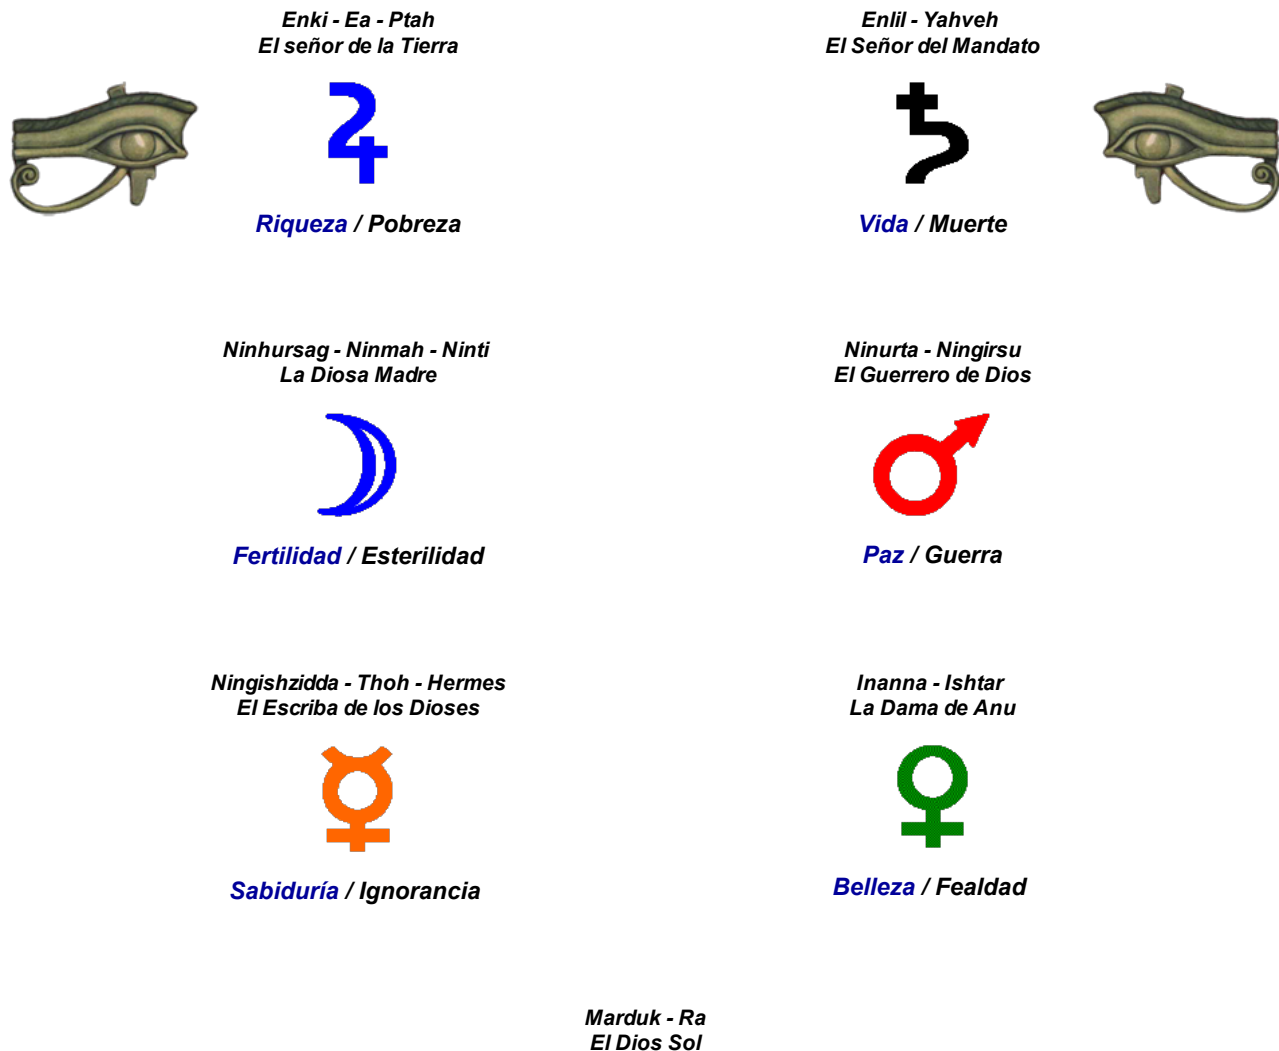 Enki - Ea - Ptah
El señor de la Tierra
Riqueza / Pobreza
Enlil - Yahveh
El Señor del Mandato
Vida / Muerte
Ninhursag - Ninmah - Ninti
La Diosa Madre
Fertilidad / Esterilidad
Ninurta - Ningirsu
El Guerrero de Dios
Paz / Guerra
Ningishzidda - Thoh - Hermes
El Escriba de los Dioses
Sabiduría / Ignorancia
Inanna - Ishtar
La Dama de Anu
Belleza / Fealdad
Marduk - Ra
El Dios Sol